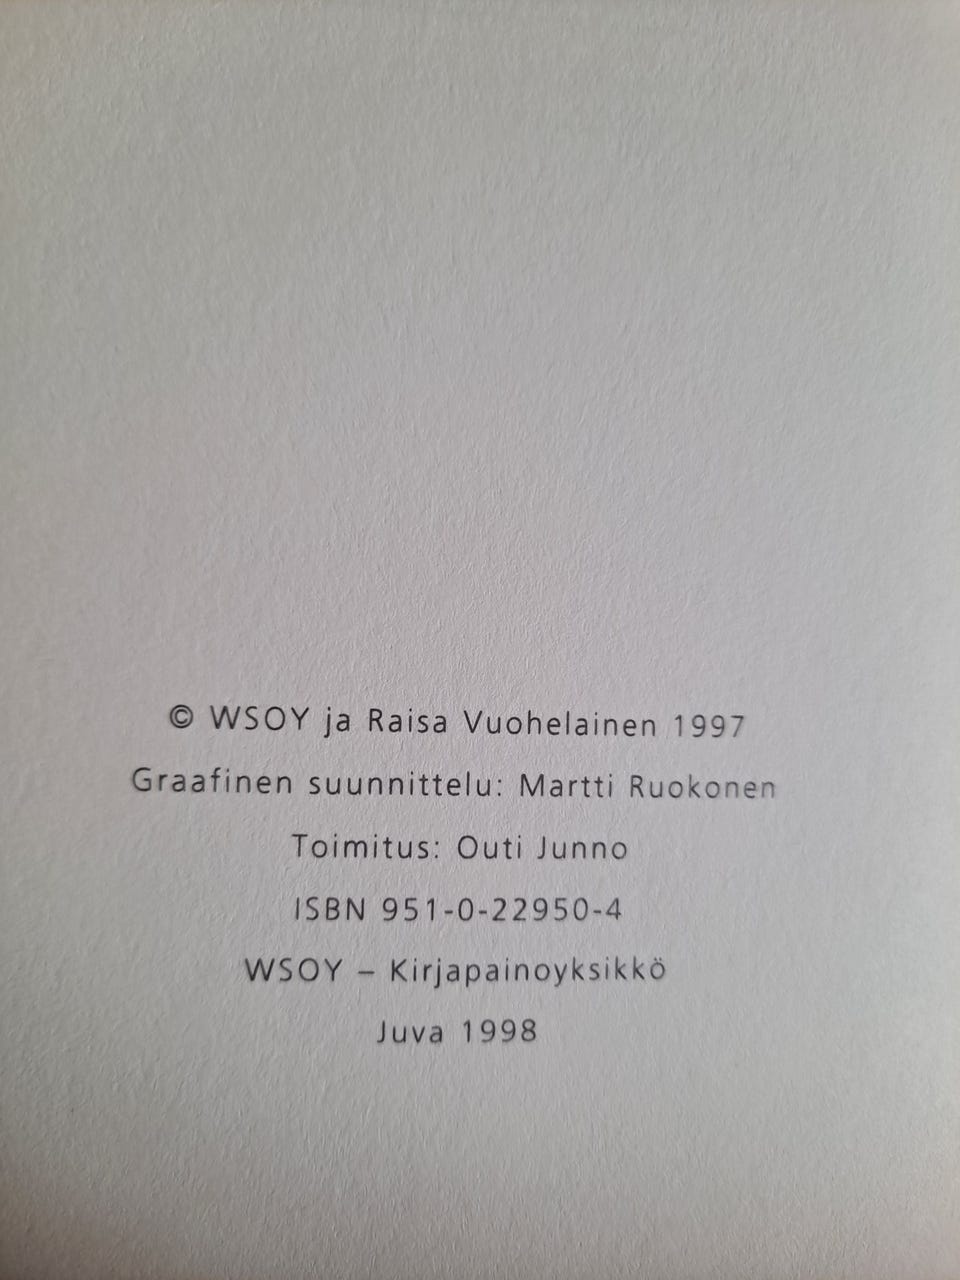 © WSOY ja Raisa Vuohelainen 1997
Graafinen suunnittelu: Martti Ruokonen
Toimitus: Outi Junno
ISBN 951-0-22950-4
WSOY – Kirjapainoyksikkö
Juva 1998